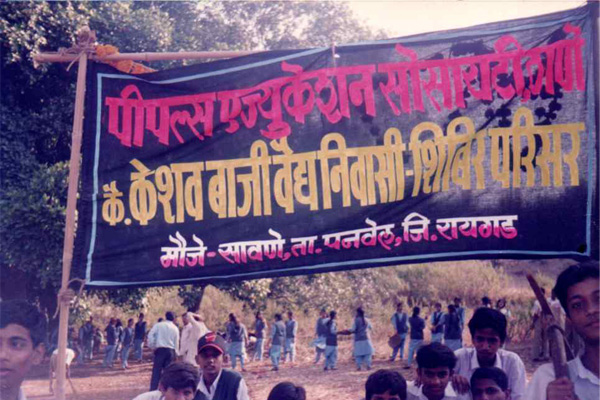 पीपल्स एज्युकेशन सोसायटी ठाणे
कै. केशव बाजी वैद्य निवासी-शिबिर परिसर
मौजे-सावणे, ता. पनवेल, जि. रायगड